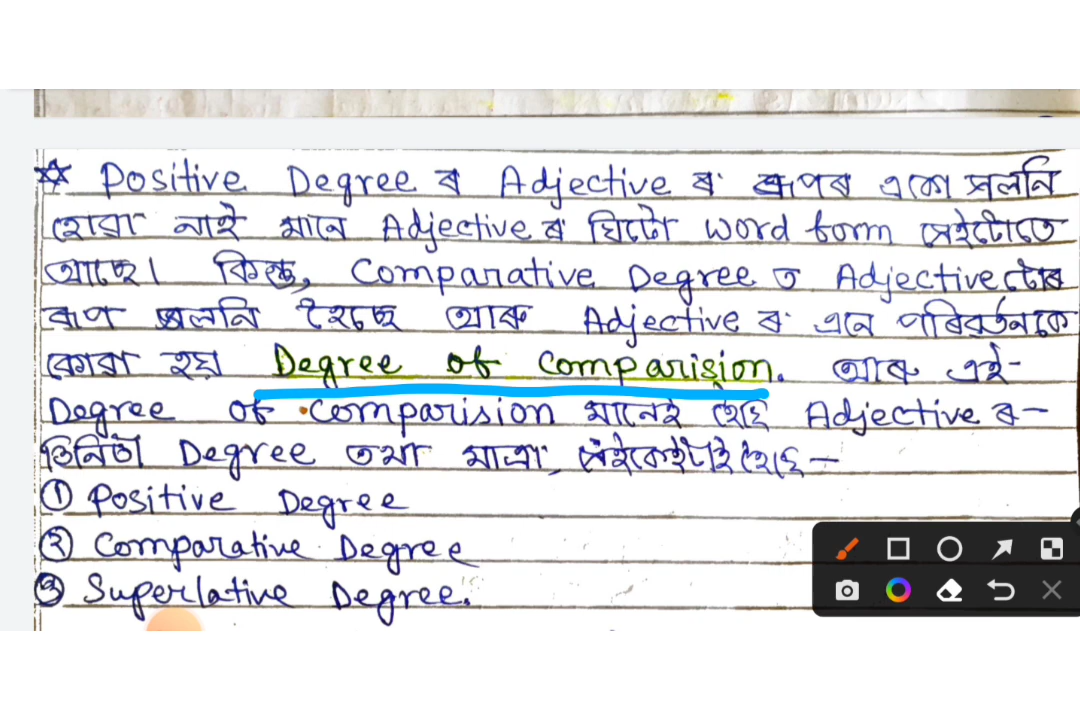 ☆ Positive Degree ৰ Adjective ৰ ৰূপৰ একো সলনি
হোৱা নাই মানে Adjective ৰ যিটো word form সেইটোতে
আছে। কিন্তু, Comparative Degree ত Adjective টোৰ
ৰূপ সলনি হৈছে আৰু Adjective ৰ এনে পৰিবৰ্তনকে
কোৱা হয় Degree of Comparision. আৰু এই-
Degree of Comparision মানেই হৈছে Adjective ৰ-
তিনিটা Degree তথা মাত্রা, সেইকেইটাই হৈছে -
① Positive Degree
② Comparative Degree
③ Superlative Degree.